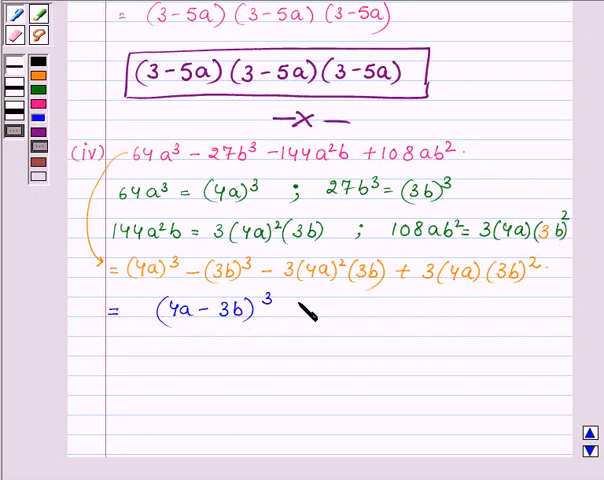 = (3-5a) (3-5a) (3-5a)
(3-5a) (3-5a) (3-5a)
—x—
(iv) 64a³ - 27b³ - 144a²b + 108ab².
64a³ = (4a)³ ; 27b³ = (3b)³
144a²b = 3(4a)²(3b) ; 108ab² = 3(4a)(3b)²
= (4a)³ - (3b)³ - 3(4a)²(3b) + 3(4a)(3b)².
= (4a - 3b)³